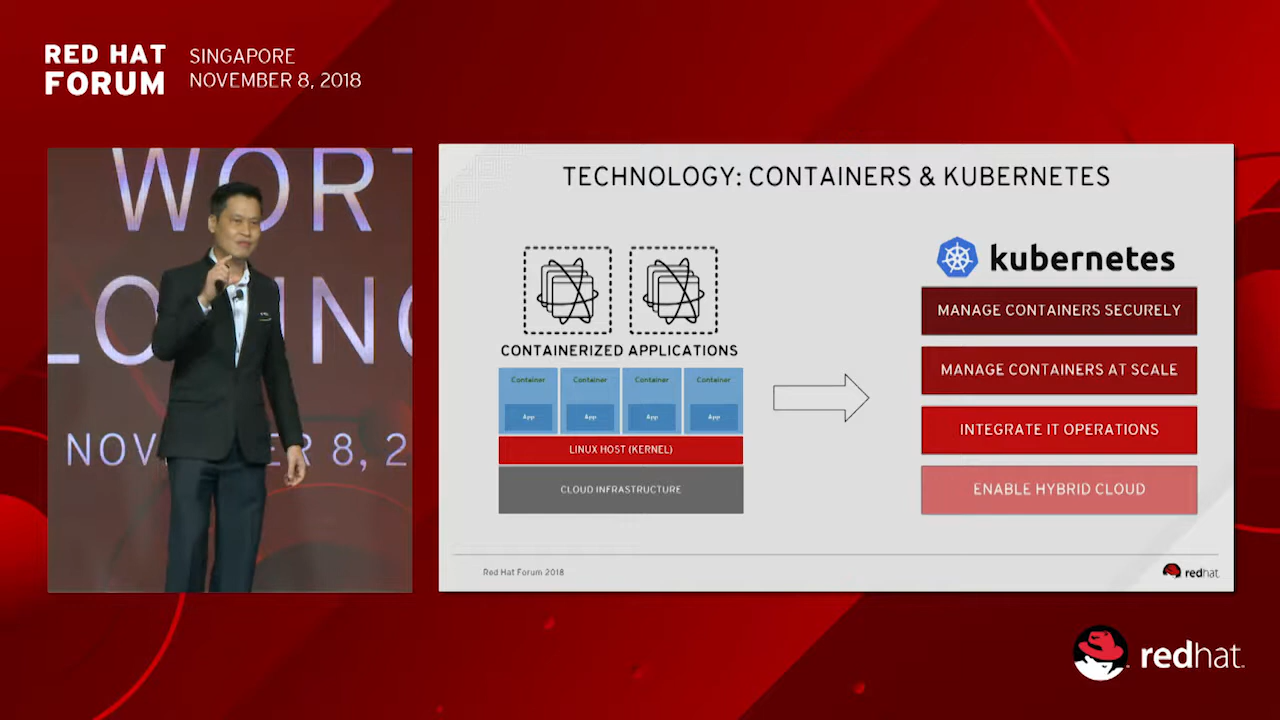 RED HAT
FORUM
SINGAPORE
NOVEMBER 8, 2018
WORT
LOING
NOV R 8, 2
TECHNOLOGY: CONTAINERS & KUBERNETES
CONTAINERIZED APPLICATIONS
Container Container Container Container
App App App App
LINUX HOST (KERNEL)
CLOUD INFRASTRUCTURE
kubernetes
MANAGE CONTAINERS SECURELY
MANAGE CONTAINERS AT SCALE
INTEGRATE IT OPERATIONS
ENABLE HYBRID CLOUD
Red Hat Forum 2018
redhat.
redhat.